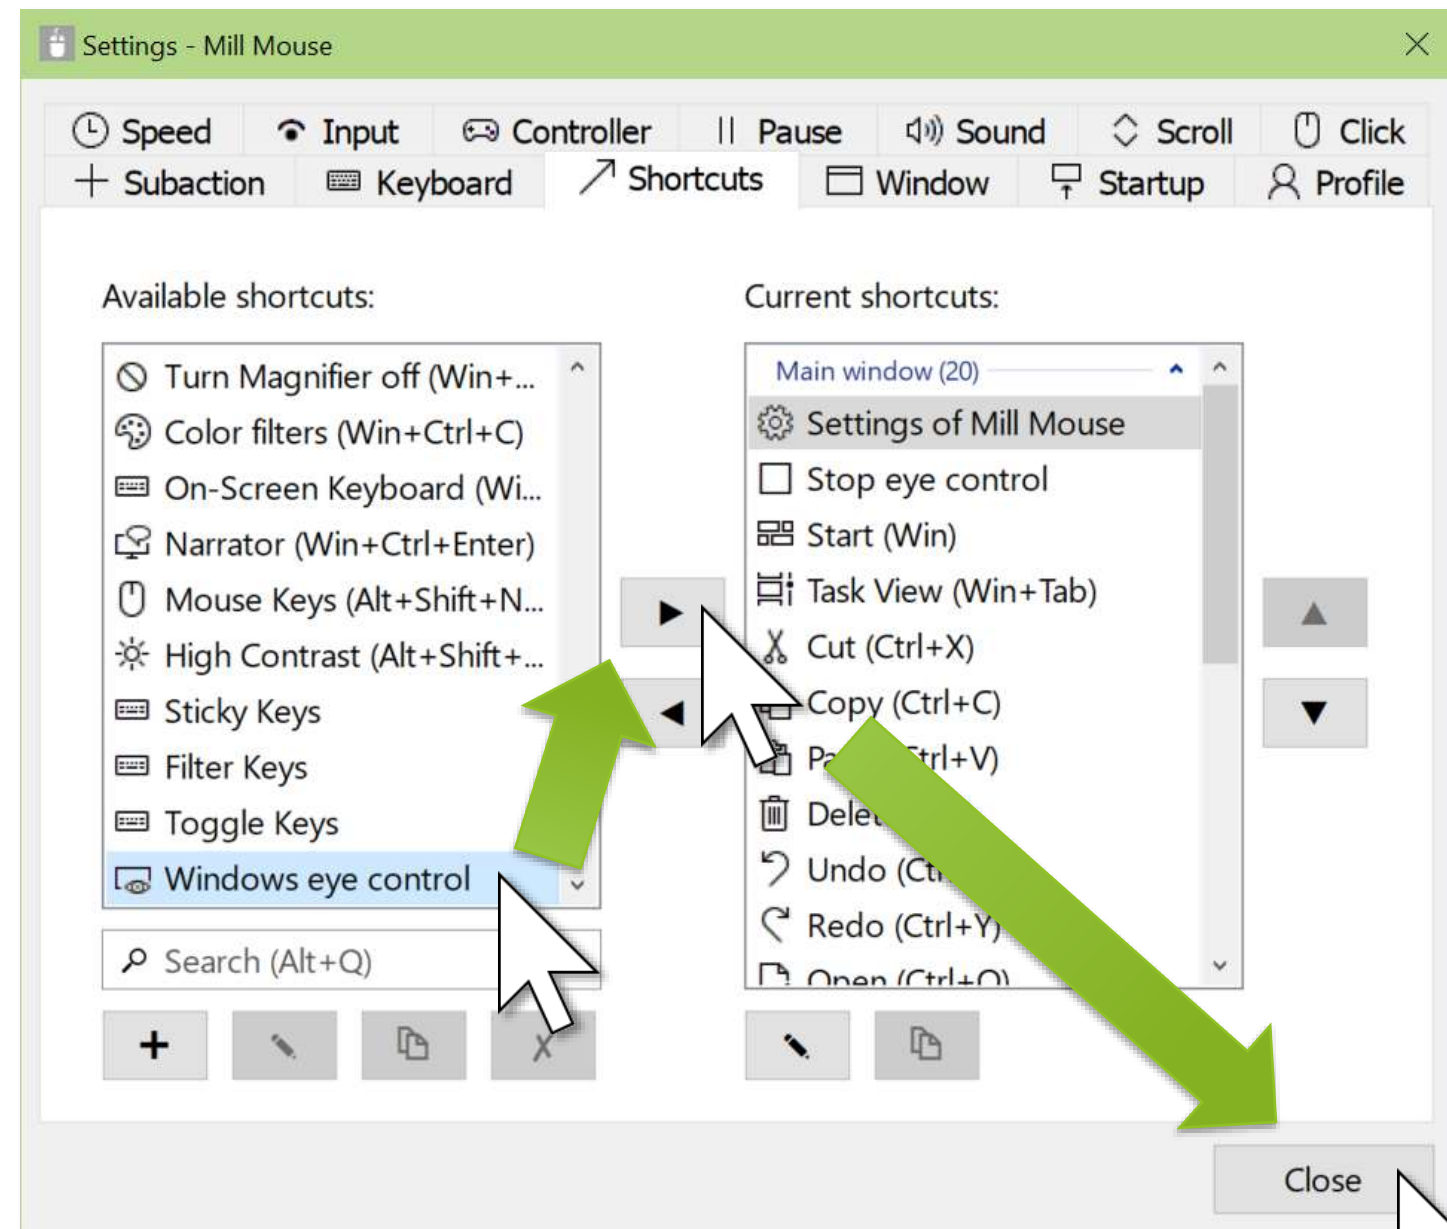 Settings - Mill Mouse
Speed Input Controller Pause Sound Scroll Click
Subaction Keyboard Shortcuts Window Startup Profile
Available shortcuts:
Turn Magnifier off (Win+...
Color filters (Win+Ctrl+C)
On-Screen Keyboard (Wi...
Narrator (Win+Ctrl+Enter)
Mouse Keys (Alt+Shift+N...
High Contrast (Alt+Shift+...
Sticky Keys
Filter Keys
Toggle Keys
Windows eye control
Search (Alt+Q)
Current shortcuts:
Main window (20)
Settings of Mill Mouse
Stop eye control
Start (Win)
Task View (Win+Tab)
Cut (Ctrl+X)
Copy (Ctrl+C)
Undo
Redo (Ctrl+Y)
Open (Ctrl+O)
Close